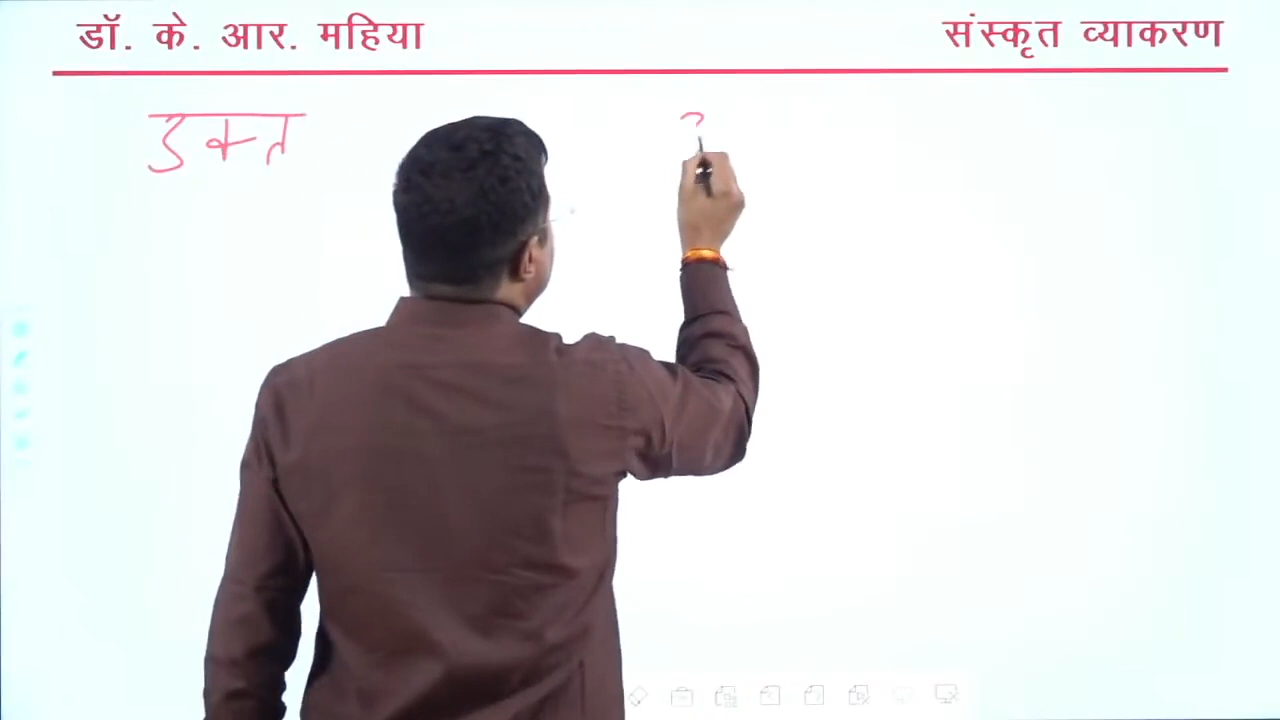 डॉ. के. आर. महिया
संस्कृत व्याकरण
उक्त